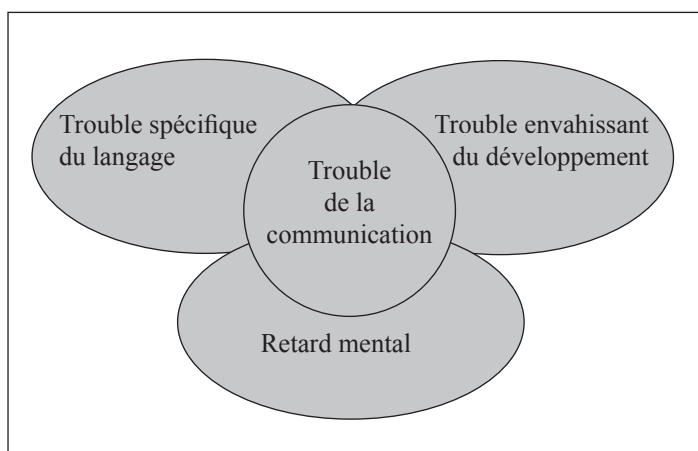 Trouble spécifique
du langage
Trouble envahissant
du développement
Trouble
de la
communication
Retard mental